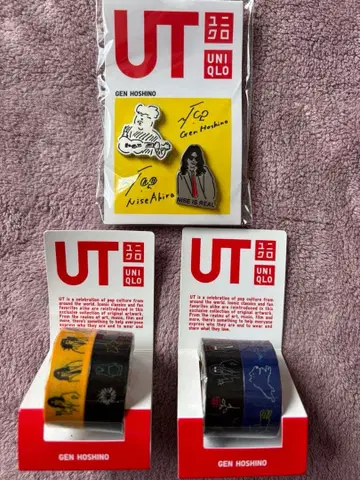 UT
ユニ
クロ
UNI
QLO
GEN HOSHINO
Gen Hoshino
Nise Akira
NISE IS REAL
UT
ユニ
クロ
UNI
QLO
UT is a celebration of pop culture from
around the world. Iconic classics and fan
favorites alike are reintroduced in this
exclusive collection of original artwork.
From the realms of art, music, film and
more, there's something to help everyone
express who they are and to wear
GEN HOSHINO
UT
ユニ
クロ
UNI
QLO
UT is a celebration of pop culture from
around the world. Iconic classics and fan
favorites alike are reintroduced in this
exclusive collection of original artwork.
From the realms of art, music, film and
more, there's something to help everyone
express who they are and to wear and
what they love.
GEN HOSHINO